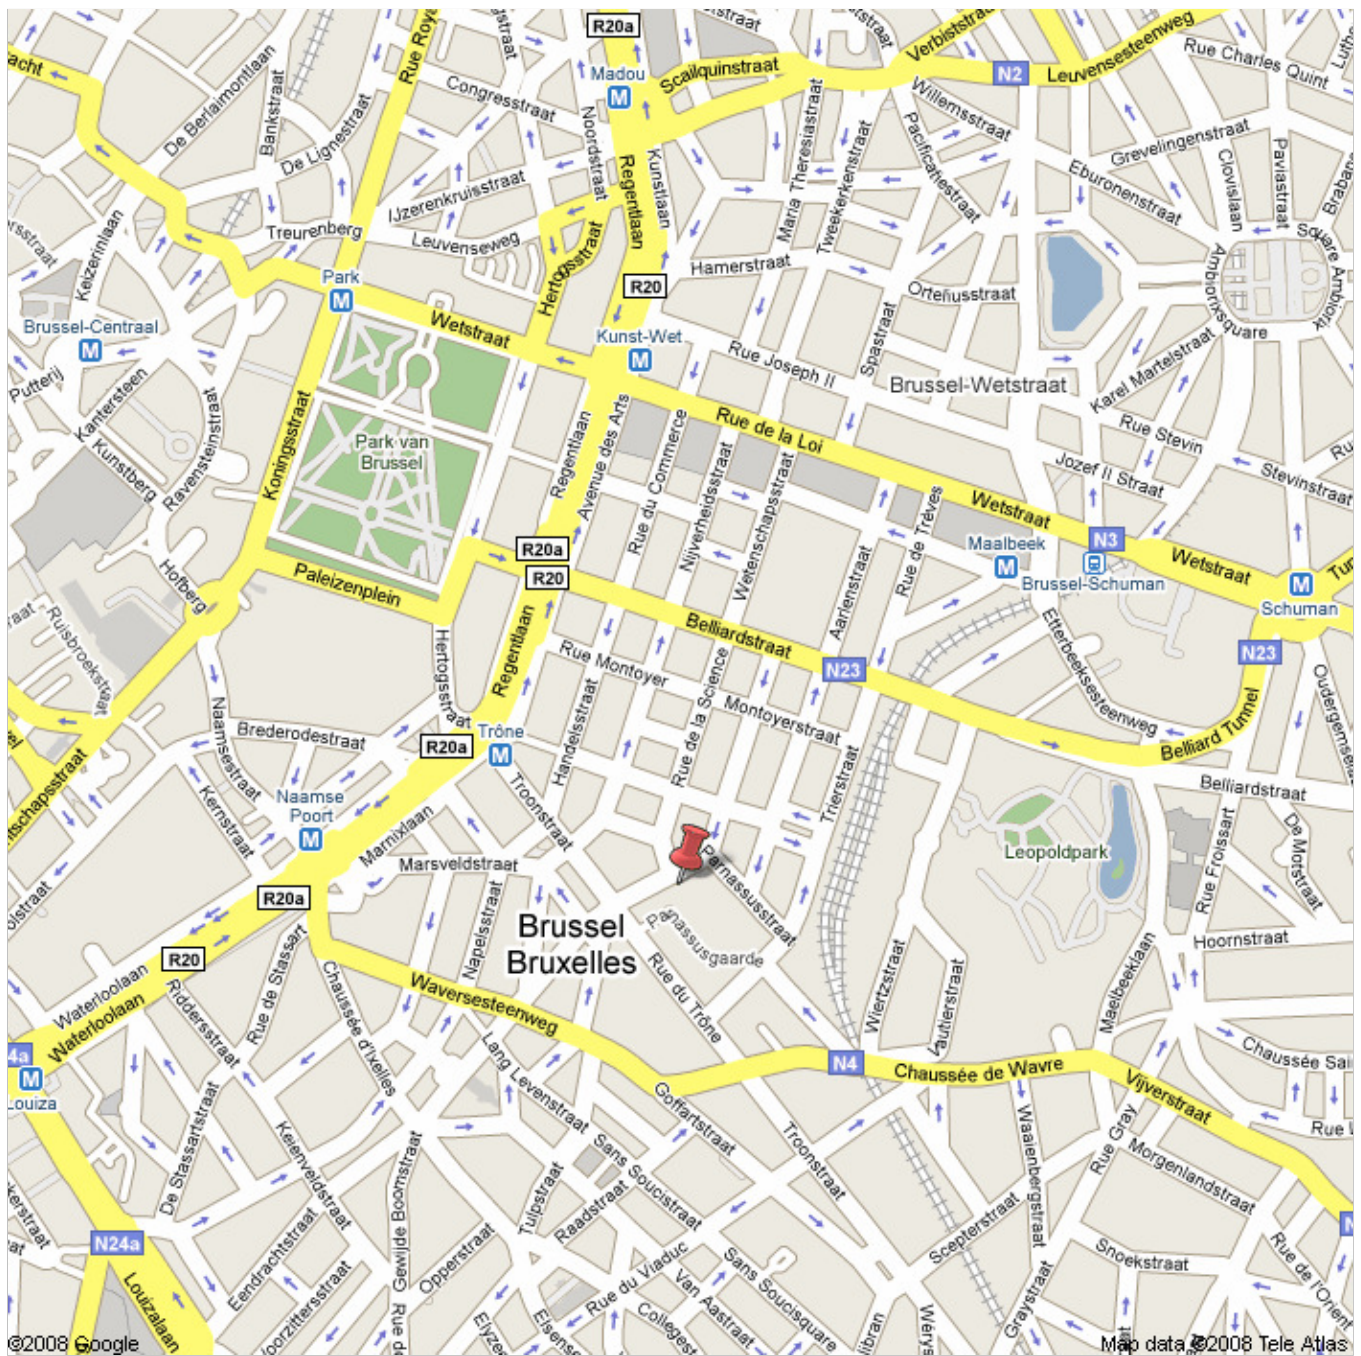 R20a
Madou
Scailquinstraat
N2
Leuvensesteenweg
Rue Charles Quint
De Berlaimontlaan
Bankstraat
De Lignestraat
Congresstraat
Noordstraat
Regentlaan
Kunstlaan
Maria Theresiastraat
Twekerkenstraat
Pacificatiestraat
Willemsstraat
Grevelingenstraat
Eburonenstraat
Clovislaan
Paviastraat
IJzerenkruisstraat
Treurenberg
Leuvenseweg
Hertogsstraat
Keizerinlaan
Hamerstraat
R20
Park
Ortenusstraat
Square Ambiorix
Ambiorixsquare
Brussel-Centraal
Wetstraat
Kunst-Wet
Rue Joseph II
Spastraat
Brussel-Wetstraat
Karel Martelstraat
Putterij
Kantersteen
Kunstberg
Ravensteinstraat
Koningsstraat
Park van
Brussel
Regentlaan
Avenue des Arts
Rue du Commerce
Nijverheidsstraat
Wetenschapsstraat
Rue de la Loi
Rue Stevin
Jozef II Straat
Stevinstraat
Hofberg
Paleizenplein
R20a
R20
Aarlenstraat
Rue de Trèves
Wetstraat
Maalbeek
N3
Brussel-Schuman
Wetstraat
Schuman
Ruisbroekstraat
Hertogsstraat
Regentlaan
Belliardstraat
N23
Etterbeeksesteenweg
N23
Rue Montoyer
Rue de la Science
Montoyerstraat
Belliard Tunnel
Naamsestraat
Brederodestraat
R20a
Trône
Handelsstraat
Trierstraat
Belliardstraat
Kernstraat
Naamse
Poort
Marnixlaan
Troonstraat
Leopoldpark
Rue Froissart
De Motstraat
Marsveldstraat
Parnassusstraat
R20a
Napelsstraat
Brussel
Bruxelles
Parnassusgaarde
Hoornstraat
R20
Waterloolaan
Waterloolaan
Riddersstraat
Rue de Stassart
Chaussée d'Ixelles
Waversesteenweg
Rue du Trône
Wiertzstraat
Vautierstraat
Maelbeeklaan
Louiza
Lang Levenstraat
Goffartstraat
N4
Chaussée de Wavre
Vijverstraat
De Stassartstraat
Keienveldstraat
Gewijde Boomstraat
Tulpstraat
Sans Soucistraat
Raadstraat
Troonstraat
Waaienbergstraat
Rue Gray
Morgenlandstraat
N24a
Louizalaan
Eendrachtstraat
Opperstraat
Rue du Viaduc
Van Aastraat
Sans Soucisquare
Scepterstraat
Graystraat
Snoekstraat
Rue de l'Orient
©2008 Google
Map data ©2008 Tele Atlas